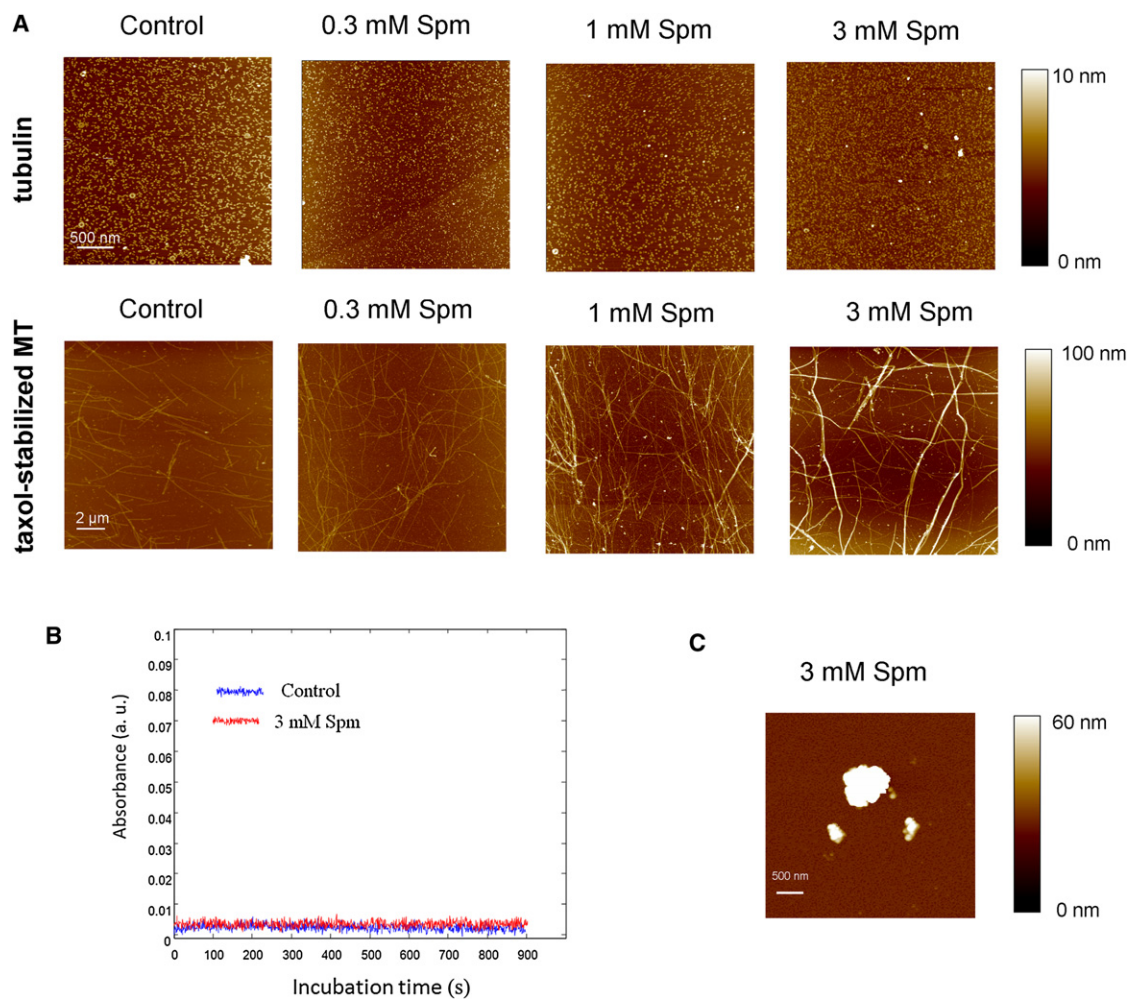 A
Control 0.3 mM Spm 1 mM Spm 3 mM Spm
tubulin
500 nm
10 nm
0 nm
Control 0.3 mM Spm 1 mM Spm 3 mM Spm
taxol-stabilized MT
2 µm
100 nm
0 nm
B
0.1
0.09
0.08
0.07
0.06
0.05
0.04
0.03
0.02
0.01
0
Absorbance (a. u.)
Control
3 mM Spm
0 100 200 300 400 500 600 700 800 900
Incubation time (s)
C
3 mM Spm
500 nm
60 nm
0 nm